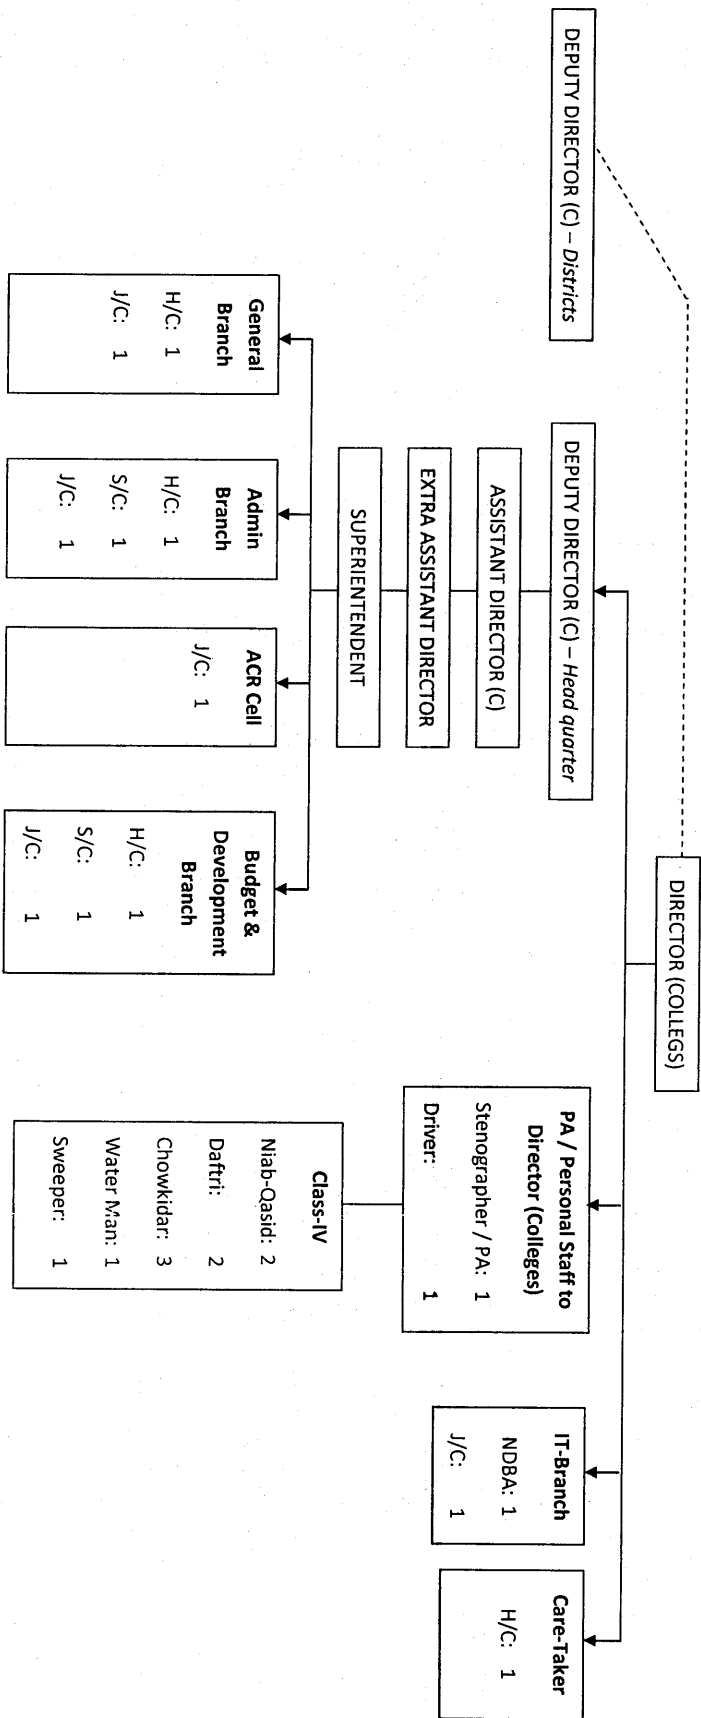 DIRECTOR (COLLEGS)
DEPUTY DIRECTOR (C) – Districts
DEPUTY DIRECTOR (C) – Head quarter
ASSISTANT DIRECTOR (C)
EXTRA ASSISTANT DIRECTOR
SUPERIENTENDENT
General
Branch
H/C: 1
J/C: 1
Admin
Branch
H/C: 1
S/C: 1
J/C: 1
ACR Cell
J/C: 1
Budget &
Development
Branch
H/C: 1
S/C: 1
J/C: 1
PA / Personal Staff to
Director (Colleges)
Stenographer / PA: 1
Driver: 1
Class-IV
Niab-Qasid: 2
Daftri: 2
Chowkidar: 3
Water Man: 1
Sweeper: 1
IT-Branch
NDBA: 1
J/C: 1
Care-Taker
H/C: 1